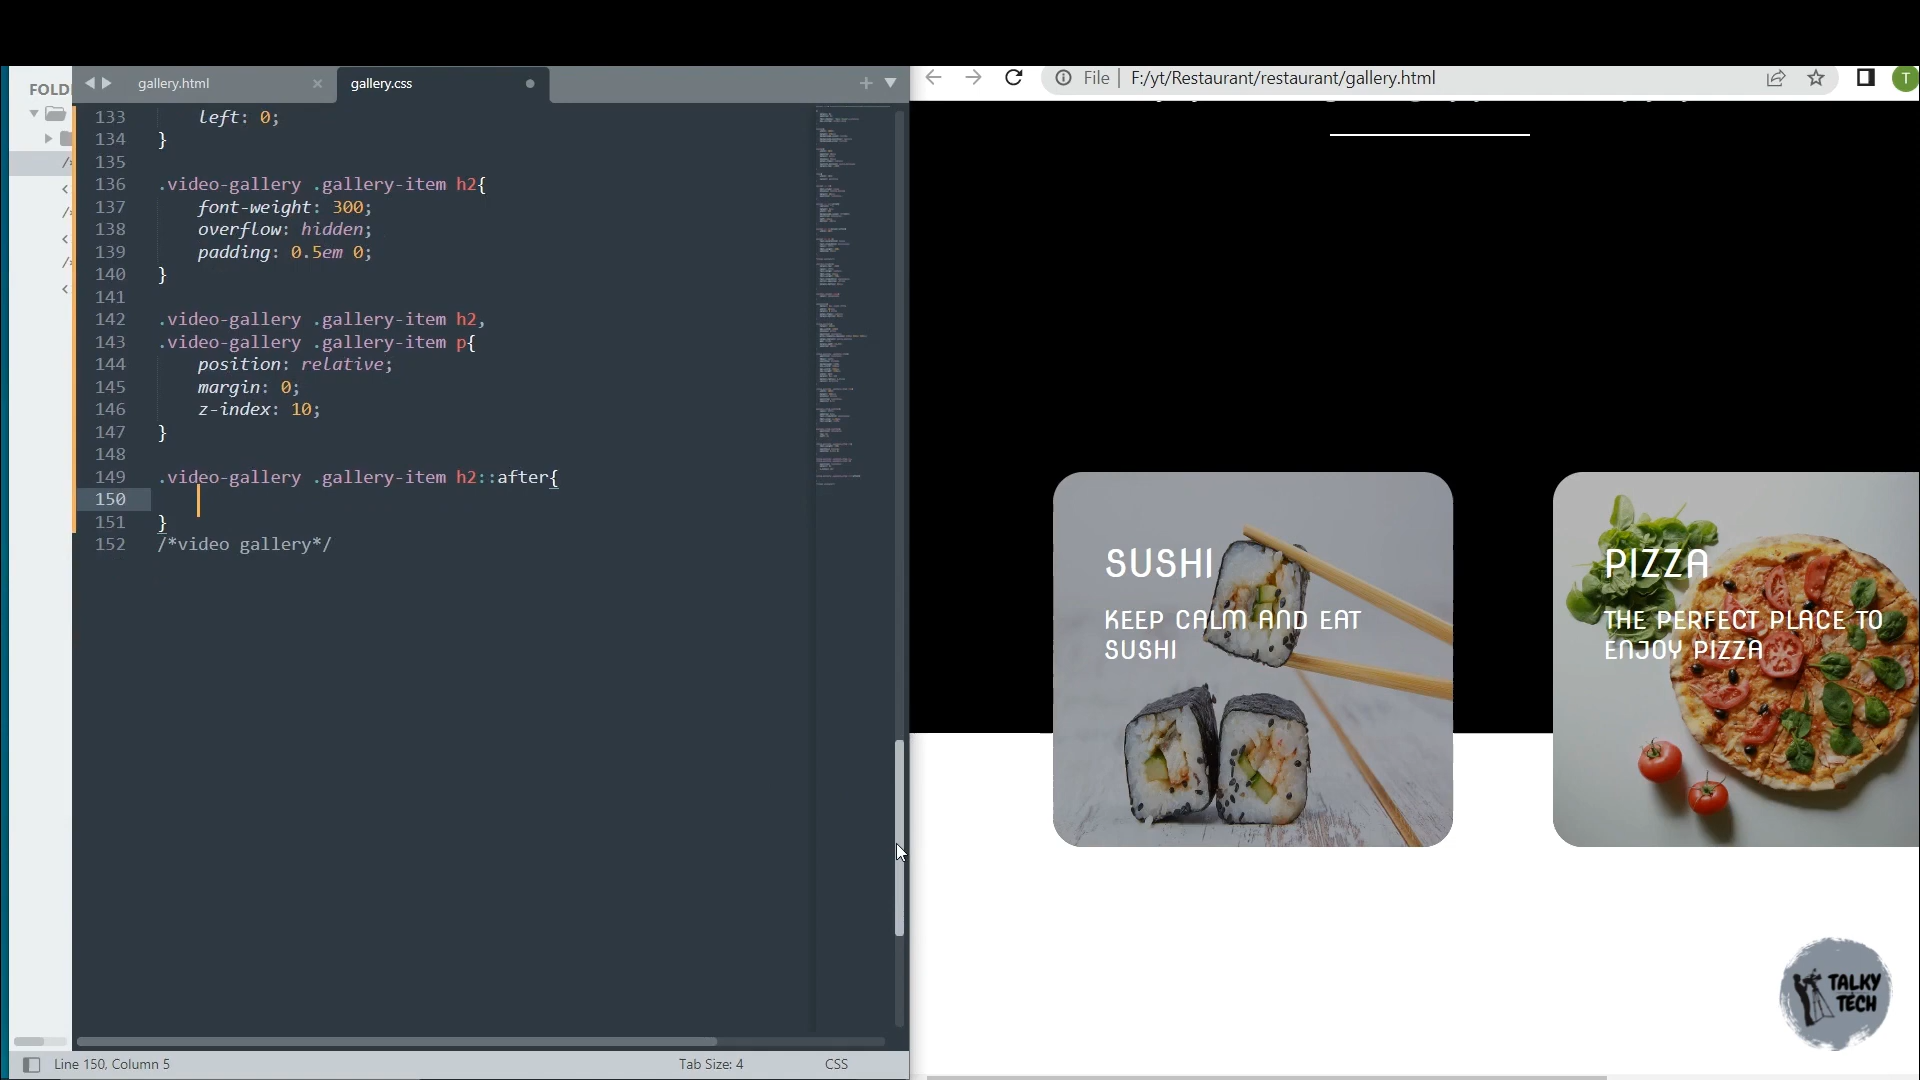 FOLD
gallery.html
gallery.css
133 left: 0;
134 }
135
136 .video-gallery .gallery-item h2{
137 font-weight: 300;
138 overflow: hidden;
139 padding: 0.5em 0;
140 }
141
142 .video-gallery .gallery-item h2,
143 .video-gallery .gallery-item p{
144 position: relative;
145 margin: 0;
146 z-index: 10;
147 }
148
149 .video-gallery .gallery-item h2::after{
150
151 }
152 /*video gallery*/
Line 150, Column 5
Tab Size: 4
CSS
File F:/yt/Restaurant/restaurant/gallery.html
T
SUSHI
KEEP CALM AND EAT
SUSHI
PIZZA
THE PERFECT PLACE TO
ENJOY PIZZA
TALKY
TECH